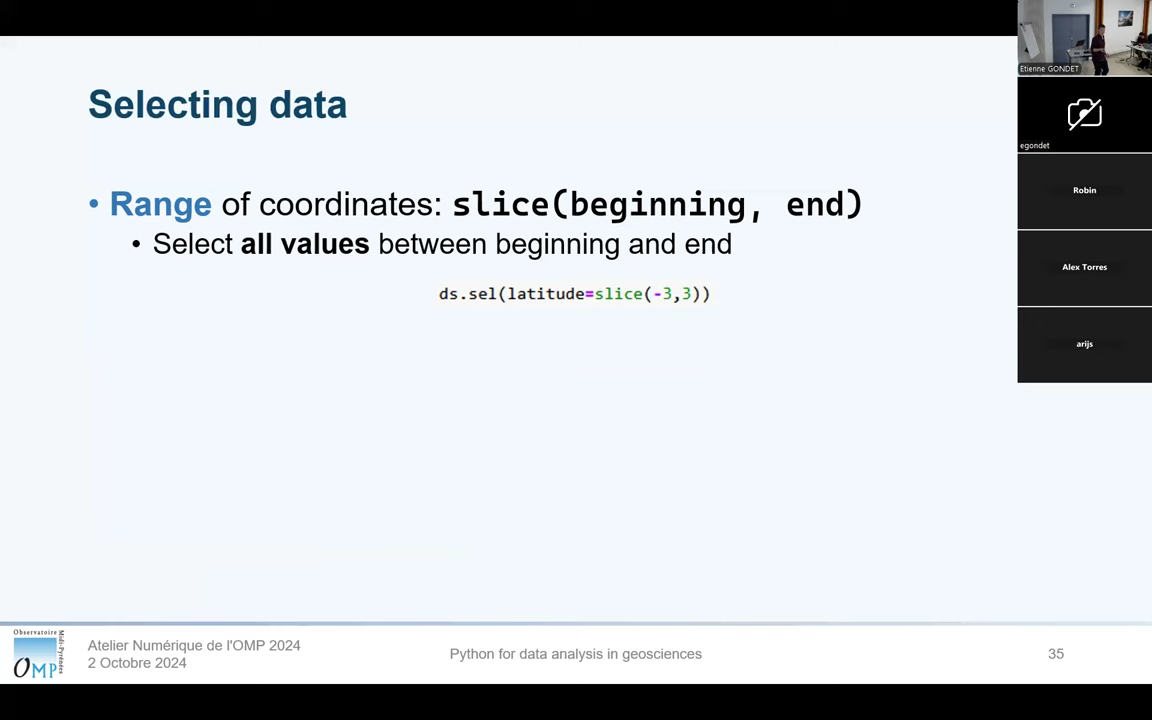 Selecting data
• Range of coordinates: slice(beginning, end)
• Select all values between beginning and end
ds.sel(latitude=slice(-3,3))
Etienne GONDET
egondet
Robin
Alex Torres
arijs
Observatoire
Midi-Pyrénées
OMP
Atelier Numérique de l'OMP 2024
2 Octobre 2024
Python for data analysis in geosciences
35